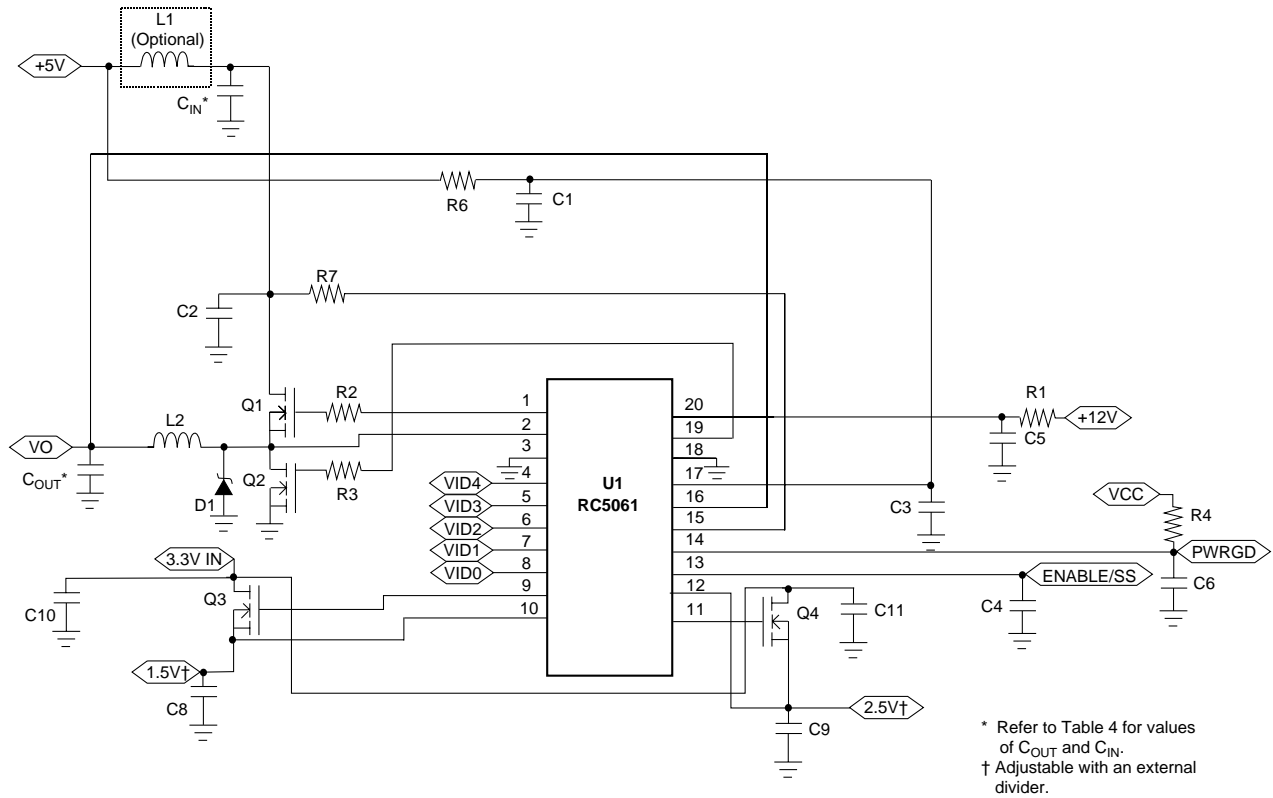 L1
(Optional)
+5V
CIN*
R6
C1
R7
C2
Q1
R2
L2
VO
COUT*
D1
Q2
R3
1
2
3
4
5
6
7
8
9
10
U1
RC5061
20
19
18
17
16
15
14
13
12
11
R1
+12V
C5
C3
VCC
R4
PWRGD
C6
ENABLE/SS
C4
VID4
VID3
VID2
VID1
VID0
3.3V IN
C10
Q3
1.5V†
C8
Q4
C11
2.5V†
C9
* Refer to Table 4 for values
of COUT and CIN.
† Adjustable with an external
divider.